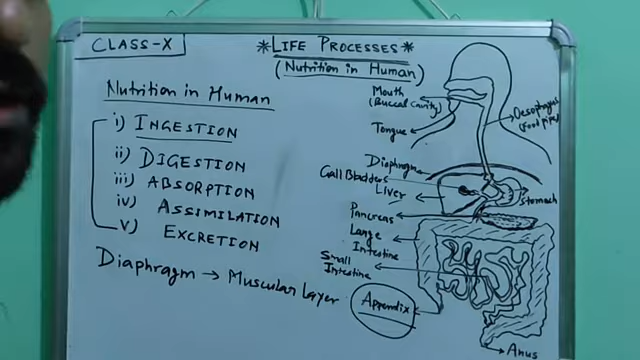 CLASS-X
*LIFE PROCESSES*
(Nutrition in Human)
Nutrition in Human
i) INGESTION
ii) DIGESTION
iii) ABSORPTION
iv) ASSIMILATION
v) EXCRETION
Diaphragm → Muscular Layer
Mouth
(Buccal Cavity)
Oesophagus
(Food pipe)
Tongue
Diaphragm
Gall Bladder
Liver
Stomach
Pancreas
Large
Intestine
Small
Intestine
Appendix
Anus